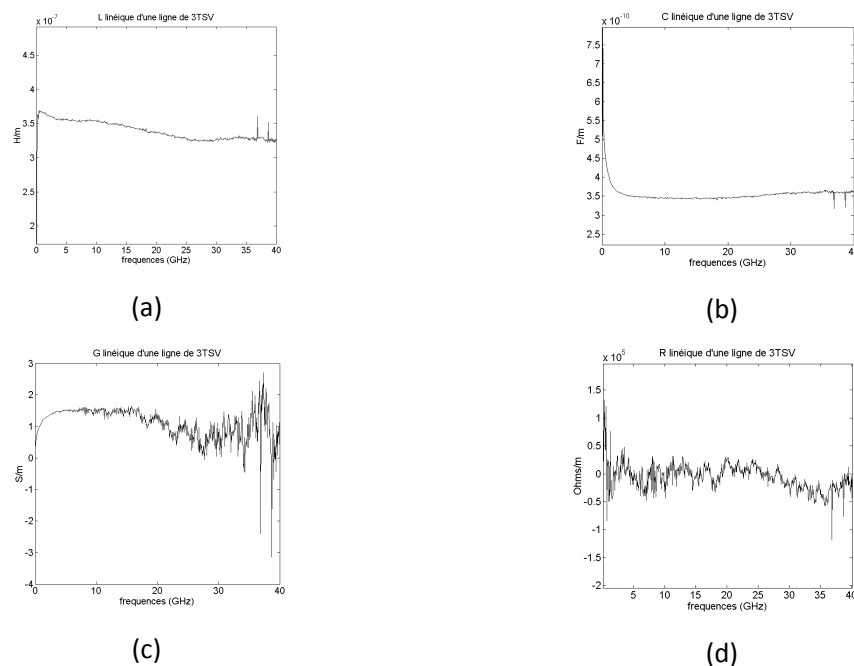 L linéique d'une ligne de 3TSV
x 10^-7
4.5
4
3.5
3
2.5
2
H/m
0 5 10 15 20 25 30 35 40
frequences (GHz)
(a)
C linéique d'une ligne de 3TSV
x 10^-10
7.5
6.5
5.5
4.5
3.5
2.5
F/m
0 10 20 30 40
frequences (GHz)
(b)
G linéique d'une ligne de 3TSV
3
2
1
0
-1
-2
-3
-4
S/m
0 10 20 30 40
frequences (GHz)
(c)
R linéique d'une ligne de 3TSV
x 10^5
1.5
1
0.5
0
-0.5
-1
-1.5
-2
Ohms/m
5 10 15 20 25 30 35 40
frequences (GHz)
(d)